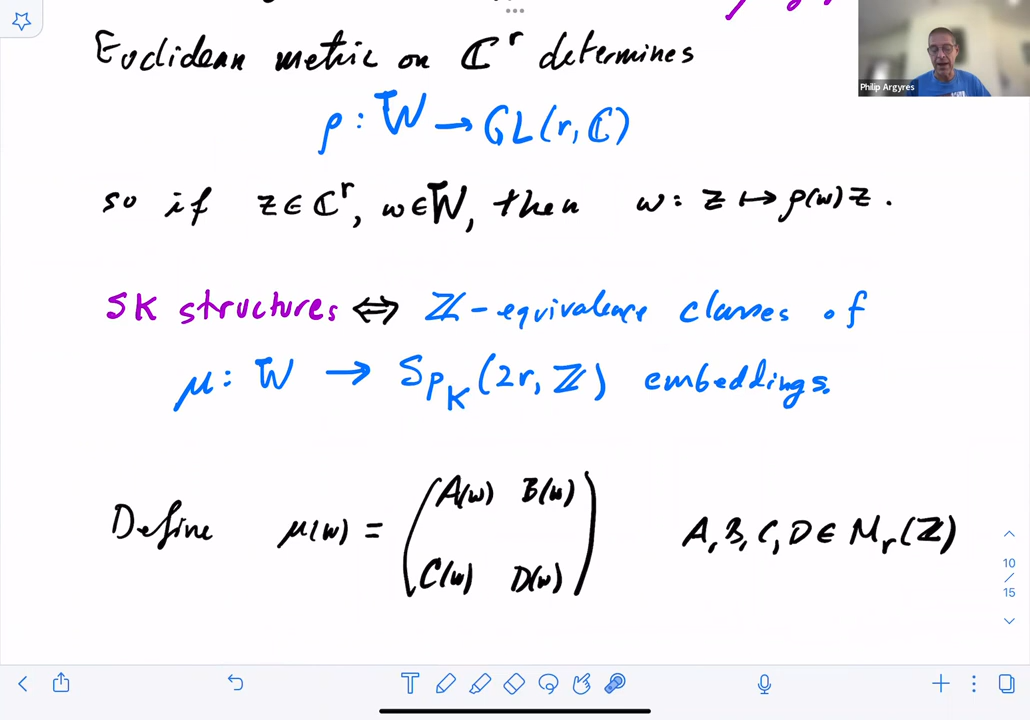 Euclidean metric on ℂʳ determines
Philip Argyres
ρ : W → GL(r, ℂ)
so if z ∈ ℂʳ, w ∈ W, then w : z ↦ ρ(w) z .
SK structures ⇔ ℤ-equivalence classes of
μ : W → Sp_K (2r, ℤ) embeddings.
Define μ(w) = ( A(w) B(w)
C(w) D(w) ) A, B, C, D ∈ M_r(ℤ)
10
/
15
T